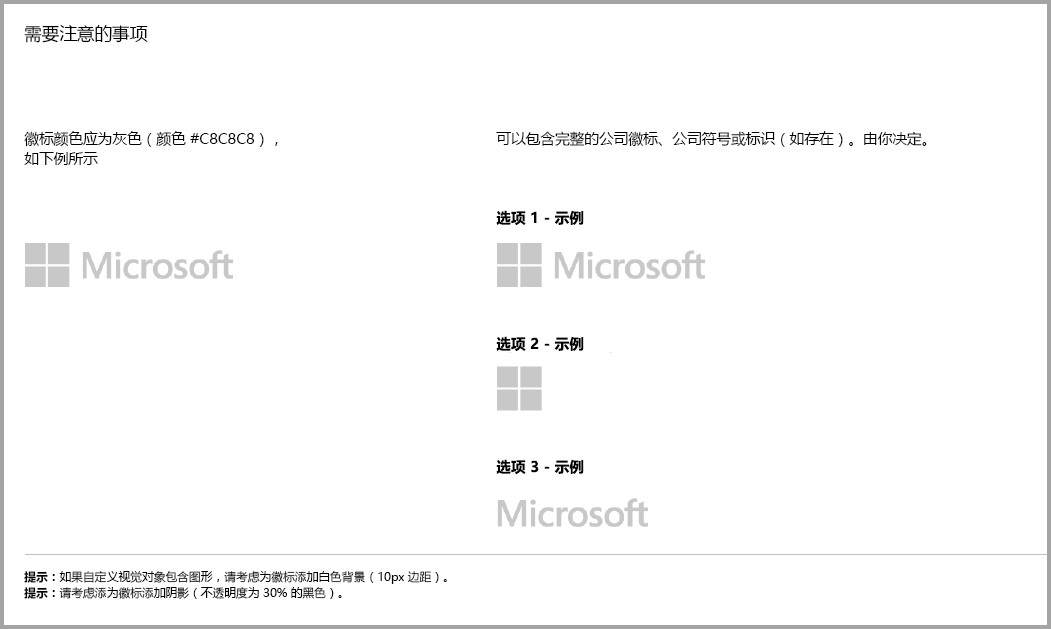 需要注意的事项
徽标颜色应为灰色（颜色 #C8C8C8），
如下例所示
Microsoft
可以包含完整的公司徽标、公司符号或标识（如存在）。由你决定。
选项 1 - 示例
Microsoft
选项 2 - 示例
选项 3 - 示例
Microsoft
提示：如果自定义视觉对象包含图形，请考虑为徽标添加白色背景（10px 边距）。
提示：请考虑添为徽标添加阴影（不透明度为 30% 的黑色）。